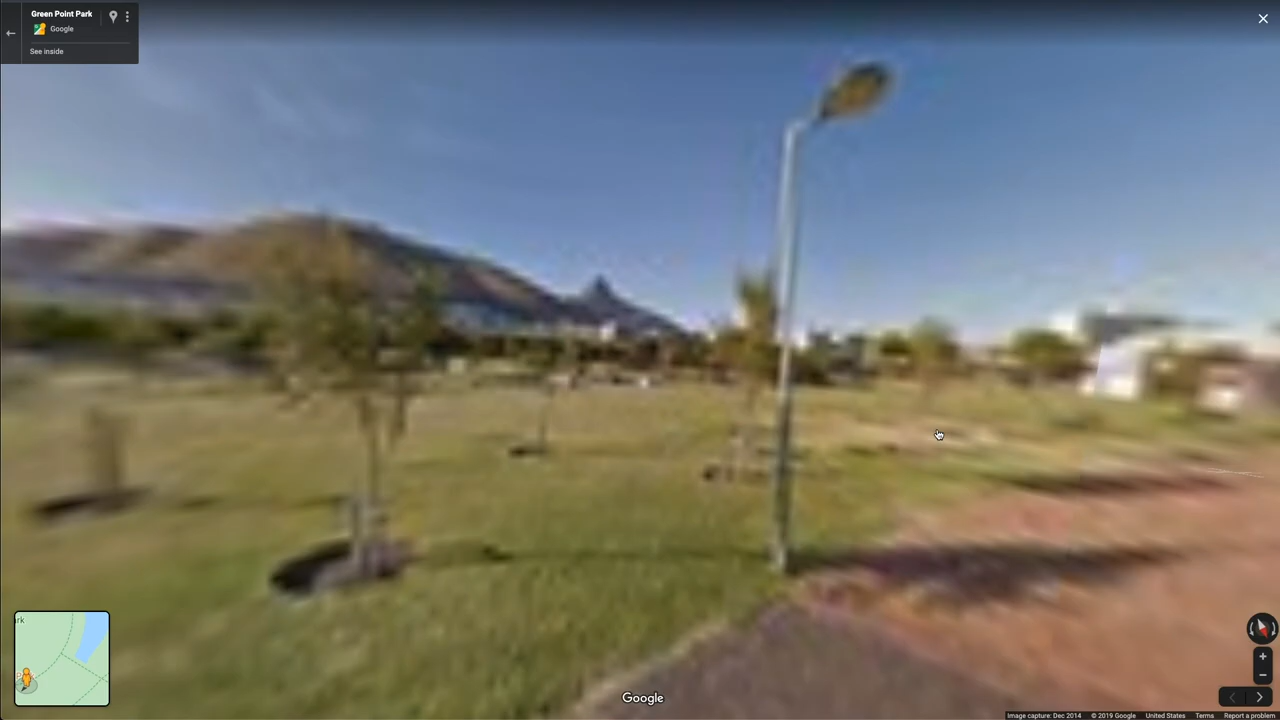 Green Point Park
Google
See inside
rk
Google
Image capture: Dec 2014 © 2019 Google United States Terms Report a problem